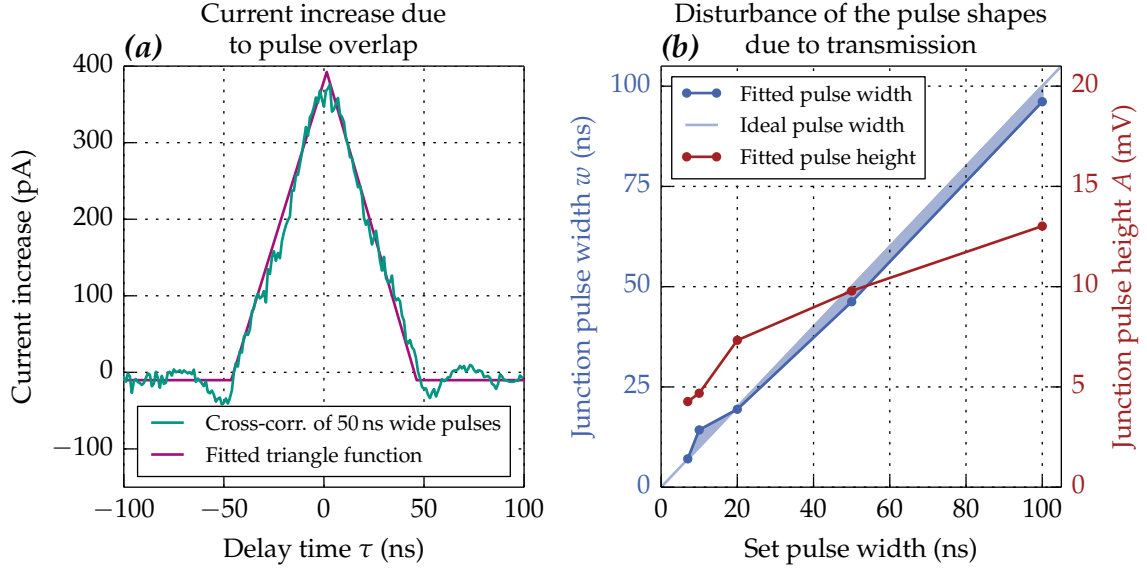 Current increase due
to pulse overlap
(a)
400
300
200
100
0
−100
−100
−50
0
50
100
Current increase (pA)
Delay time τ (ns)
Cross-corr. of 50 ns wide pulses
Fitted triangle function
Disturbance of the pulse shapes
due to transmission
(b)
100
75
50
25
0
0
20
40
60
80
100
20
15
10
5
0
Junction pulse width w (ns)
Set pulse width (ns)
Junction pulse height A (mV)
Fitted pulse width
Ideal pulse width
Fitted pulse height